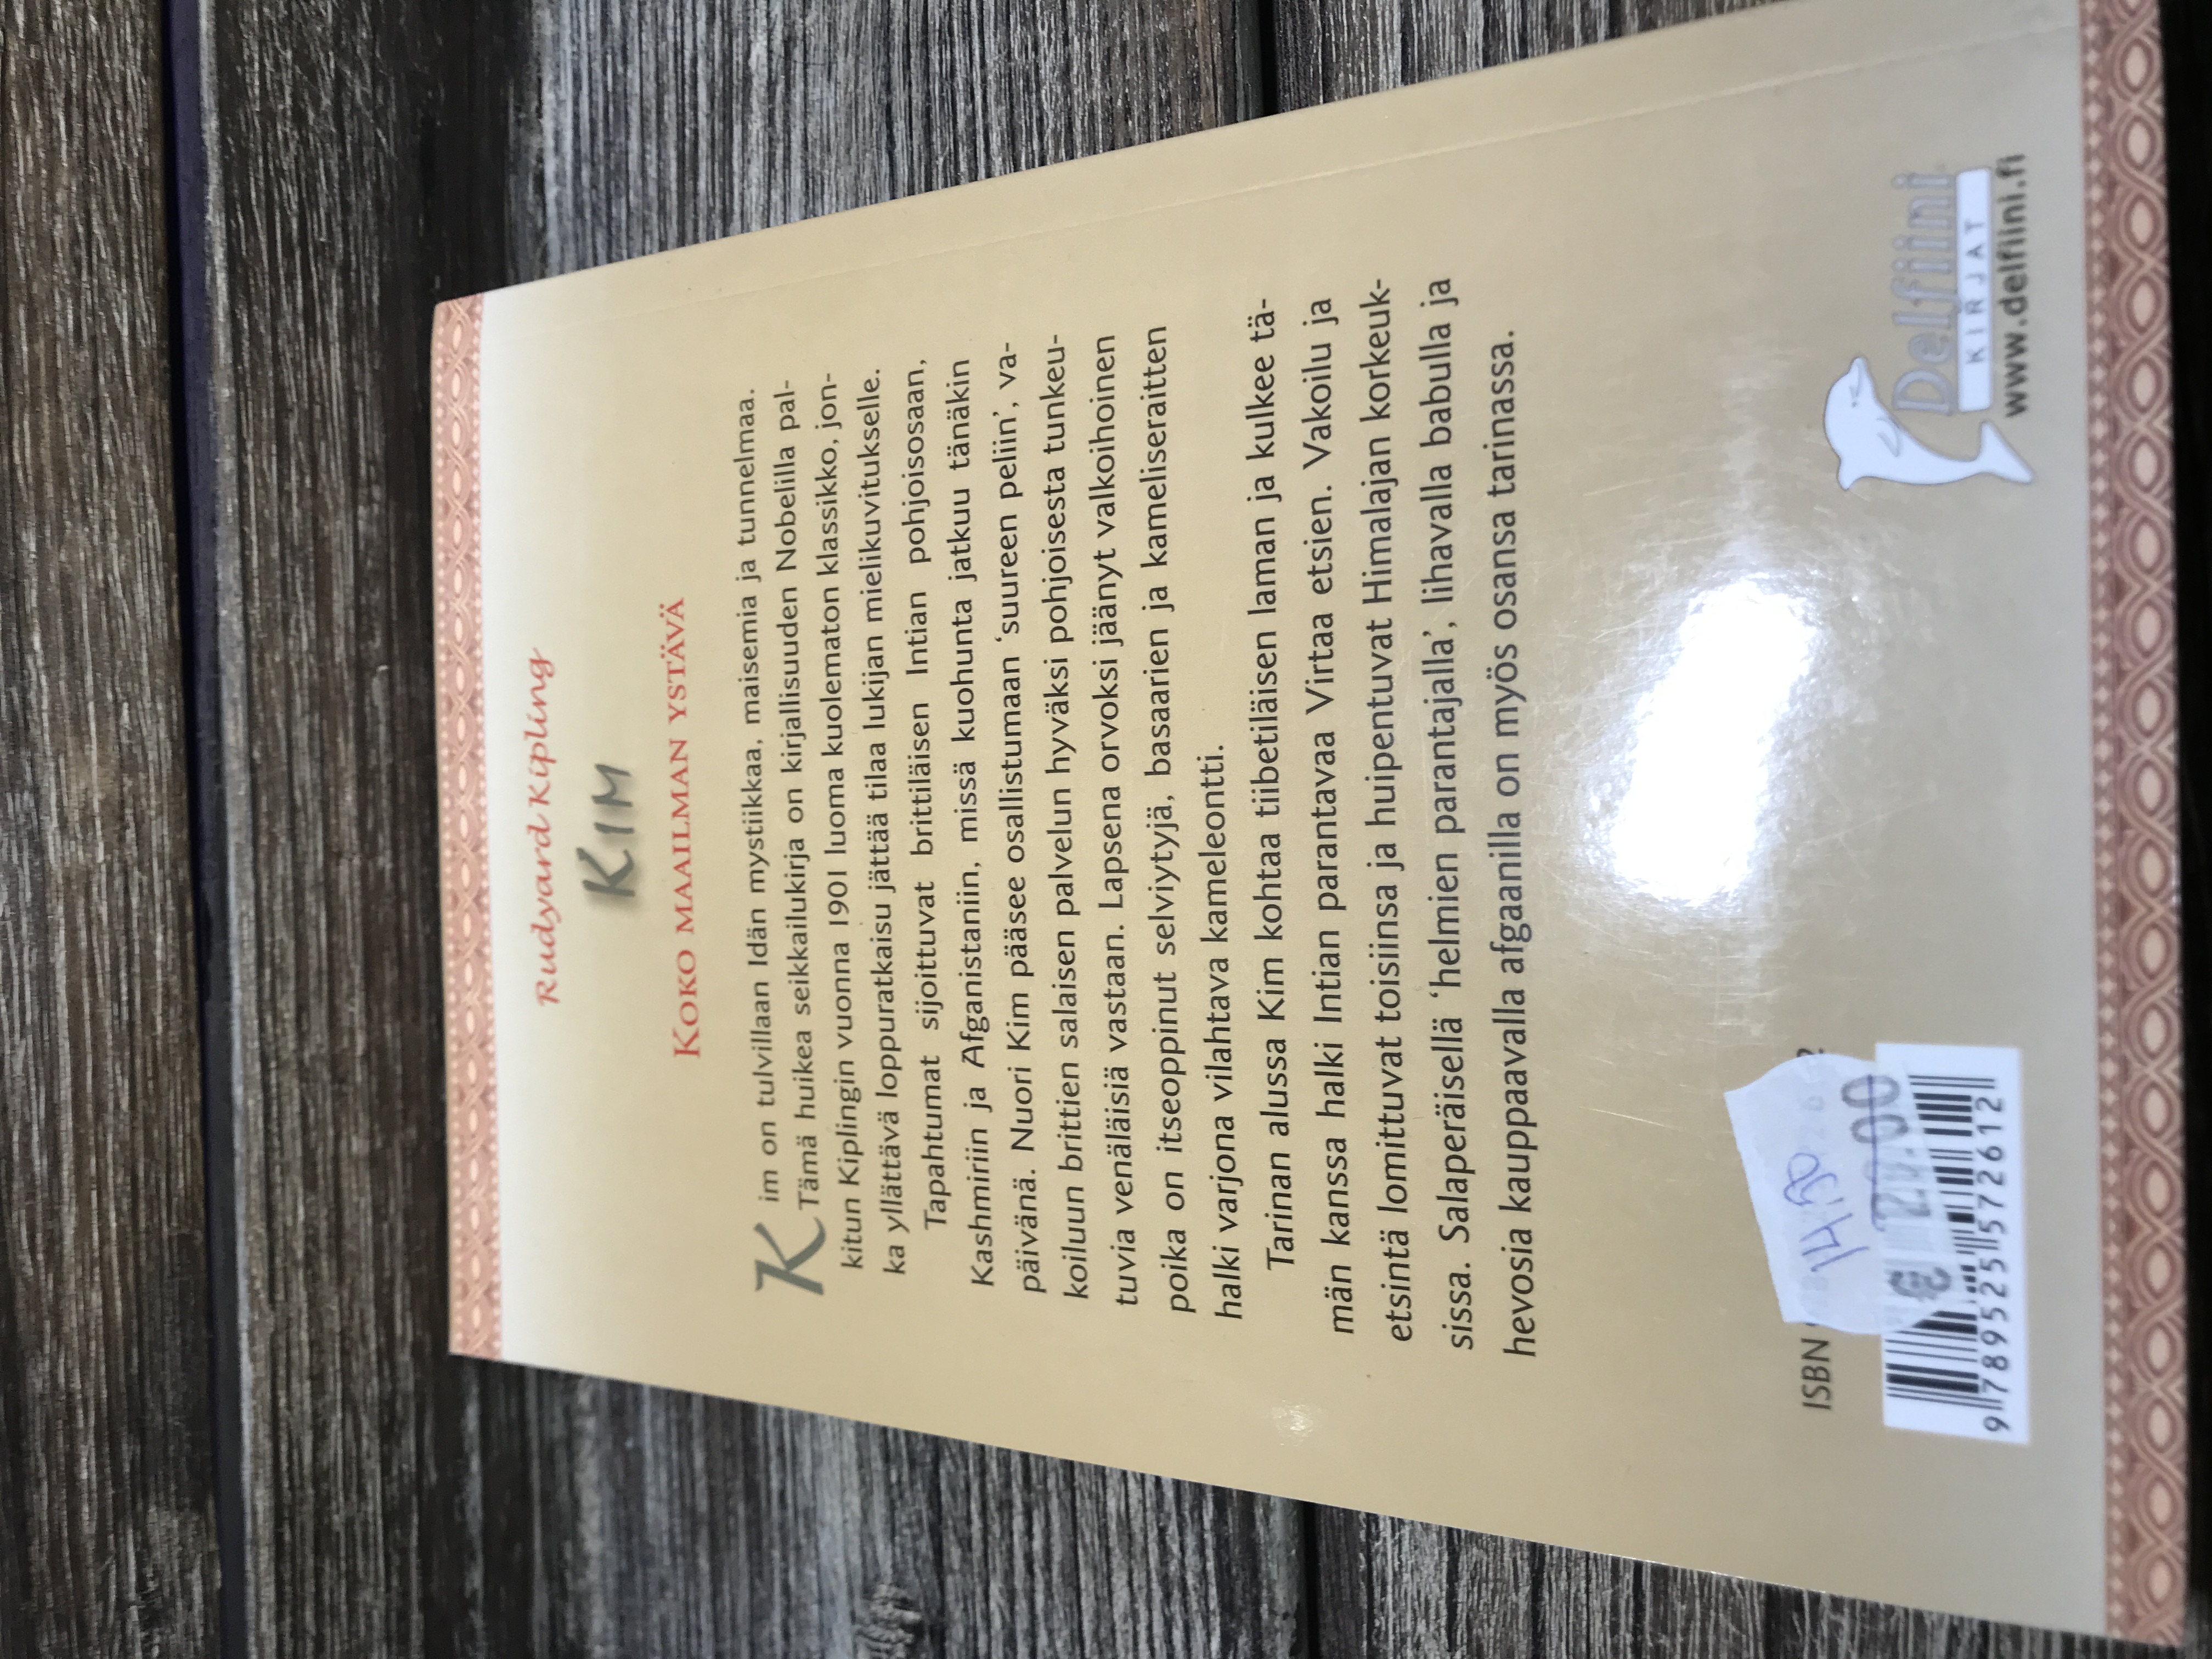 Rudyard Kipling
KIM
KOKO MAAILMAN YSTÄVÄ
Kim on tulvillaan Idän mystiikkaa, maisemia ja tunnelmaa.
Tämä huikea seikkailukirja on kirjallisuuden Nobelilla pal-
kitun Kiplingin vuonna 1901 luoma kuolematon klassikko, jon-
ka yllättävä loppuratkaisu jättää tilaa lukijan mielikuvitukselle.
Tapahtumat sijoittuvat brittiläisen Intian pohjoisosaan,
Kashmiriin ja Afganistaniin, missä kuohunta jatkuu tänäkin
päivänä. Nuori Kim pääsee osallistumaan ‘suureen peliin’, va-
koiluun brittien salaisen palvelun hyväksi pohjoisesta tunkeu-
tuvia venäläisiä vastaan. Lapsena orvoksi jäänyt valkoihoinen
poika on itseoppinut selviytyjä, basaarien ja kameliseraitten
halki varjona vilahtava kameleontti.
Tarinan alussa Kim kohtaa tiibetiläisen laman ja kulkee tä-
män kanssa halki Intian parantavaa Virtaa etsien. Vakoilu ja
etsintä lomittuvat toisiinsa ja huipentuvat Himalajan korkeuk-
sissa. Salaperäisellä ‘helmien parantajalla’, lihavalla babulla ja
hevosia kauppaavalla afgaanilla on myös osansa tarinassa.
ISBN
14,50
€ 20.00
9789525572612
Delfiini
KIRJAT
www.delfiini.fi